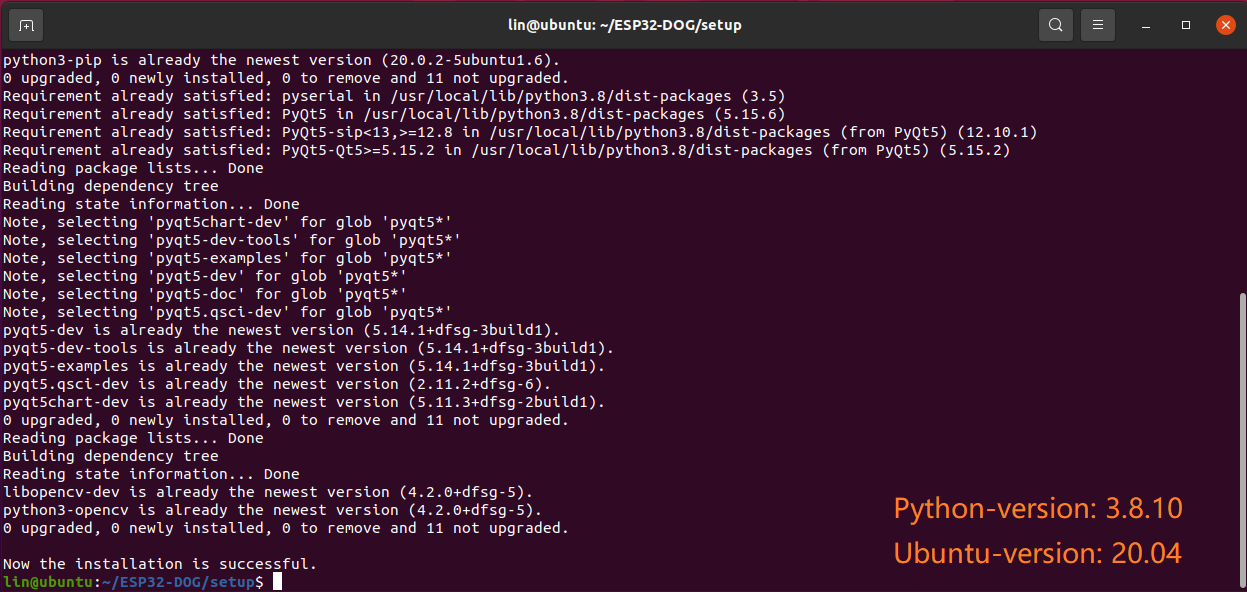 lin@ubuntu: ~/ESP32-DOG/setup
python3-pip is already the newest version (20.0.2-5ubuntu1.6).
0 upgraded, 0 newly installed, 0 to remove and 11 not upgraded.
Requirement already satisfied: pyserial in /usr/local/lib/python3.8/dist-packages (3.5)
Requirement already satisfied: PyQt5 in /usr/local/lib/python3.8/dist-packages (5.15.6)
Requirement already satisfied: PyQt5-sip<13,>=12.8 in /usr/local/lib/python3.8/dist-packages (from PyQt5) (12.10.1)
Requirement already satisfied: PyQt5-Qt5>=5.15.2 in /usr/local/lib/python3.8/dist-packages (from PyQt5) (5.15.2)
Reading package lists... Done
Building dependency tree
Reading state information... Done
Note, selecting 'pyqt5chart-dev' for glob 'pyqt5*'
Note, selecting 'pyqt5-dev-tools' for glob 'pyqt5*'
Note, selecting 'pyqt5-examples' for glob 'pyqt5*'
Note, selecting 'pyqt5-dev' for glob 'pyqt5*'
Note, selecting 'pyqt5-doc' for glob 'pyqt5*'
Note, selecting 'pyqt5.qsci-dev' for glob 'pyqt5*'
pyqt5-dev is already the newest version (5.14.1+dfsg-3build1).
pyqt5-dev-tools is already the newest version (5.14.1+dfsg-3build1).
pyqt5-examples is already the newest version (5.14.1+dfsg-3build1).
pyqt5.qsci-dev is already the newest version (2.11.2+dfsg-6).
pyqt5chart-dev is already the newest version (5.11.3+dfsg-2build1).
0 upgraded, 0 newly installed, 0 to remove and 11 not upgraded.
Reading package lists... Done
Building dependency tree
Reading state information... Done
libopencv-dev is already the newest version (4.2.0+dfsg-5).
python3-opencv is already the newest version (4.2.0+dfsg-5).
0 upgraded, 0 newly installed, 0 to remove and 11 not upgraded.
Now the installation is successful.
lin@ubuntu:~/ESP32-DOG/setup$
Python-version: 3.8.10
Ubuntu-version: 20.04